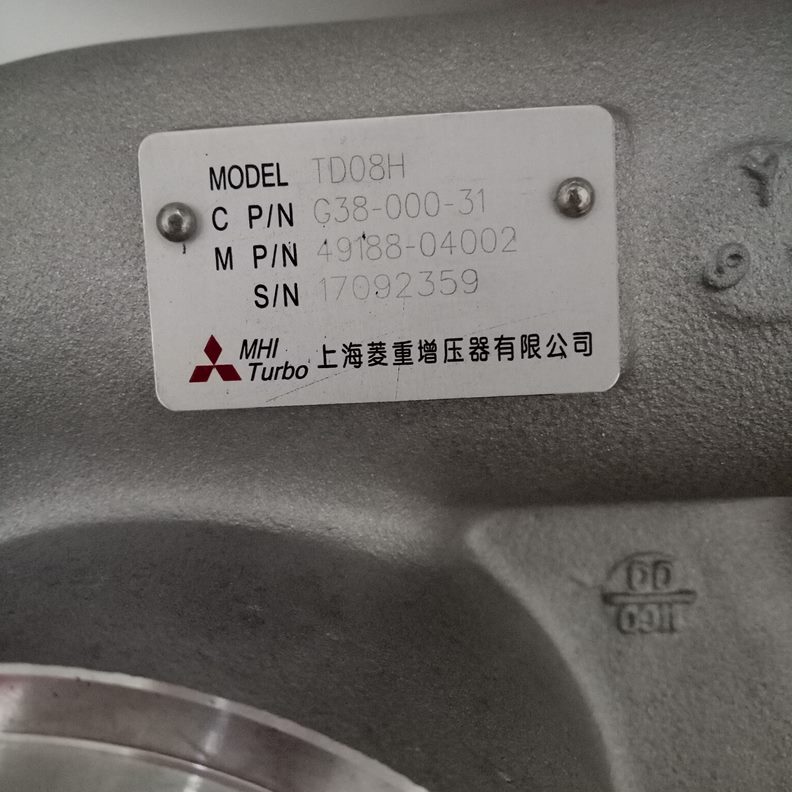 MODEL TD08H
C P/N G38-000-31
M P/N 49188-04002
S/N 17092359
MHI Turbo 上海菱重增压器有限公司